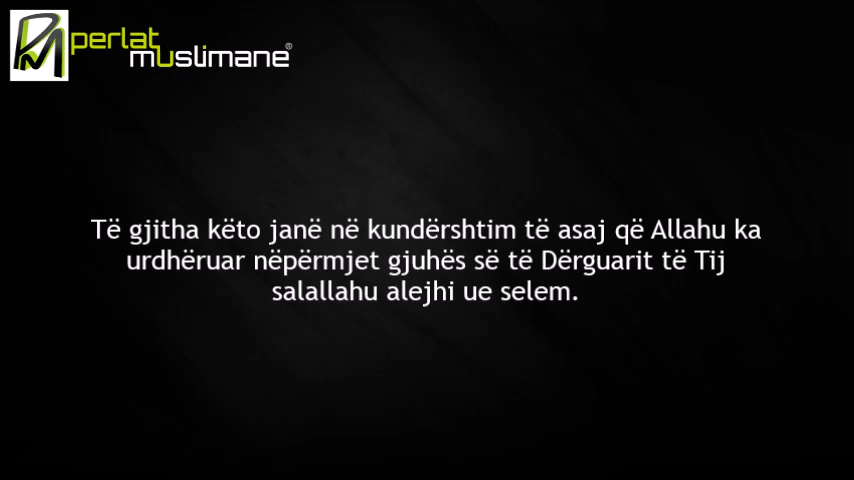 perlat
muslimane®
Të gjitha këto janë në kundërshtim të asaj që Allahu ka
urdhëruar nëpërmjet gjuhës së të Dërguarit të Tij
salallahu alejhi ue selem.